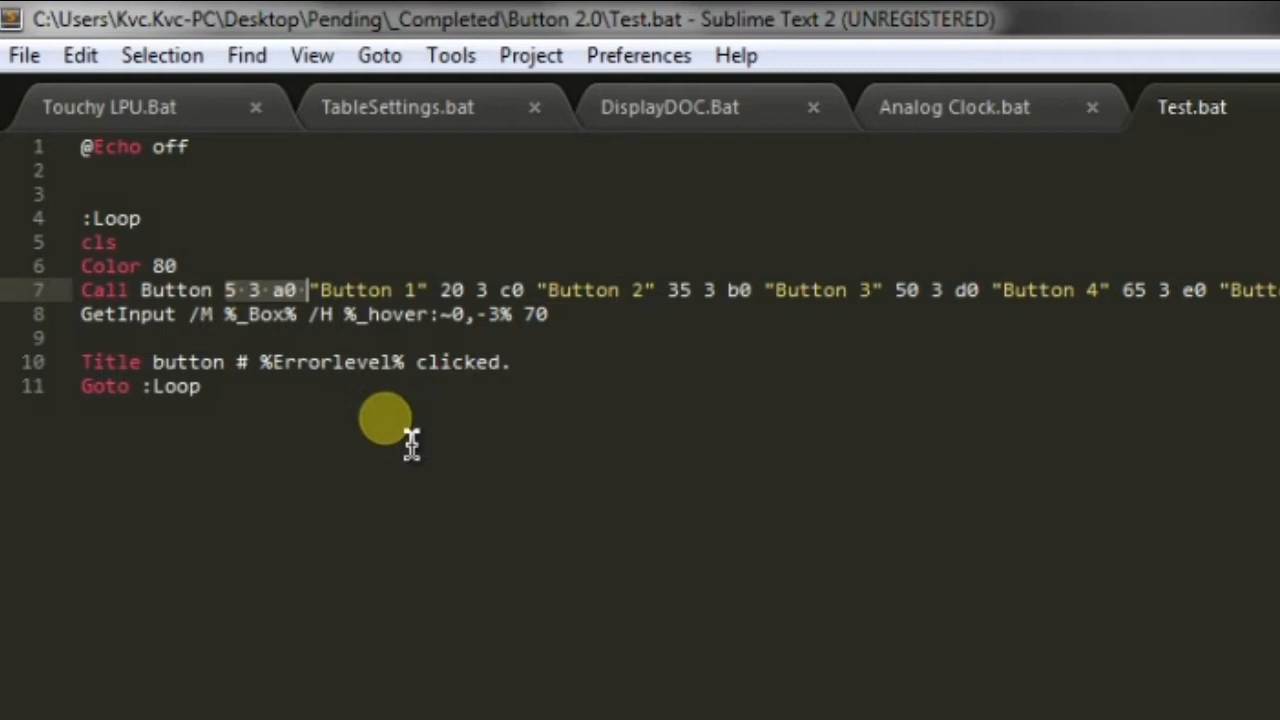 C:\Users\Kvc.Kvc-PC\Desktop\Pending\_Completed\Button 2.0\Test.bat - Sublime Text 2 (UNREGISTERED)
File Edit Selection Find View Goto Tools Project Preferences Help
Touchy LPU.Bat × TableSettings.bat × DisplayDOC.Bat × Analog Clock.bat × Test.bat
1 @Echo off
2
3
4 :Loop
5 cls
6 Color 80
7 Call Button 5 3 a0 "Button 1" 20 3 c0 "Button 2" 35 3 b0 "Button 3" 50 3 d0 "Button 4" 65 3 e0 "Butt
8 GetInput /M %_Box% /H %_hover:~0,-3% 70
9
10 Title button # %Errorlevel% clicked.
11 Goto :Loop